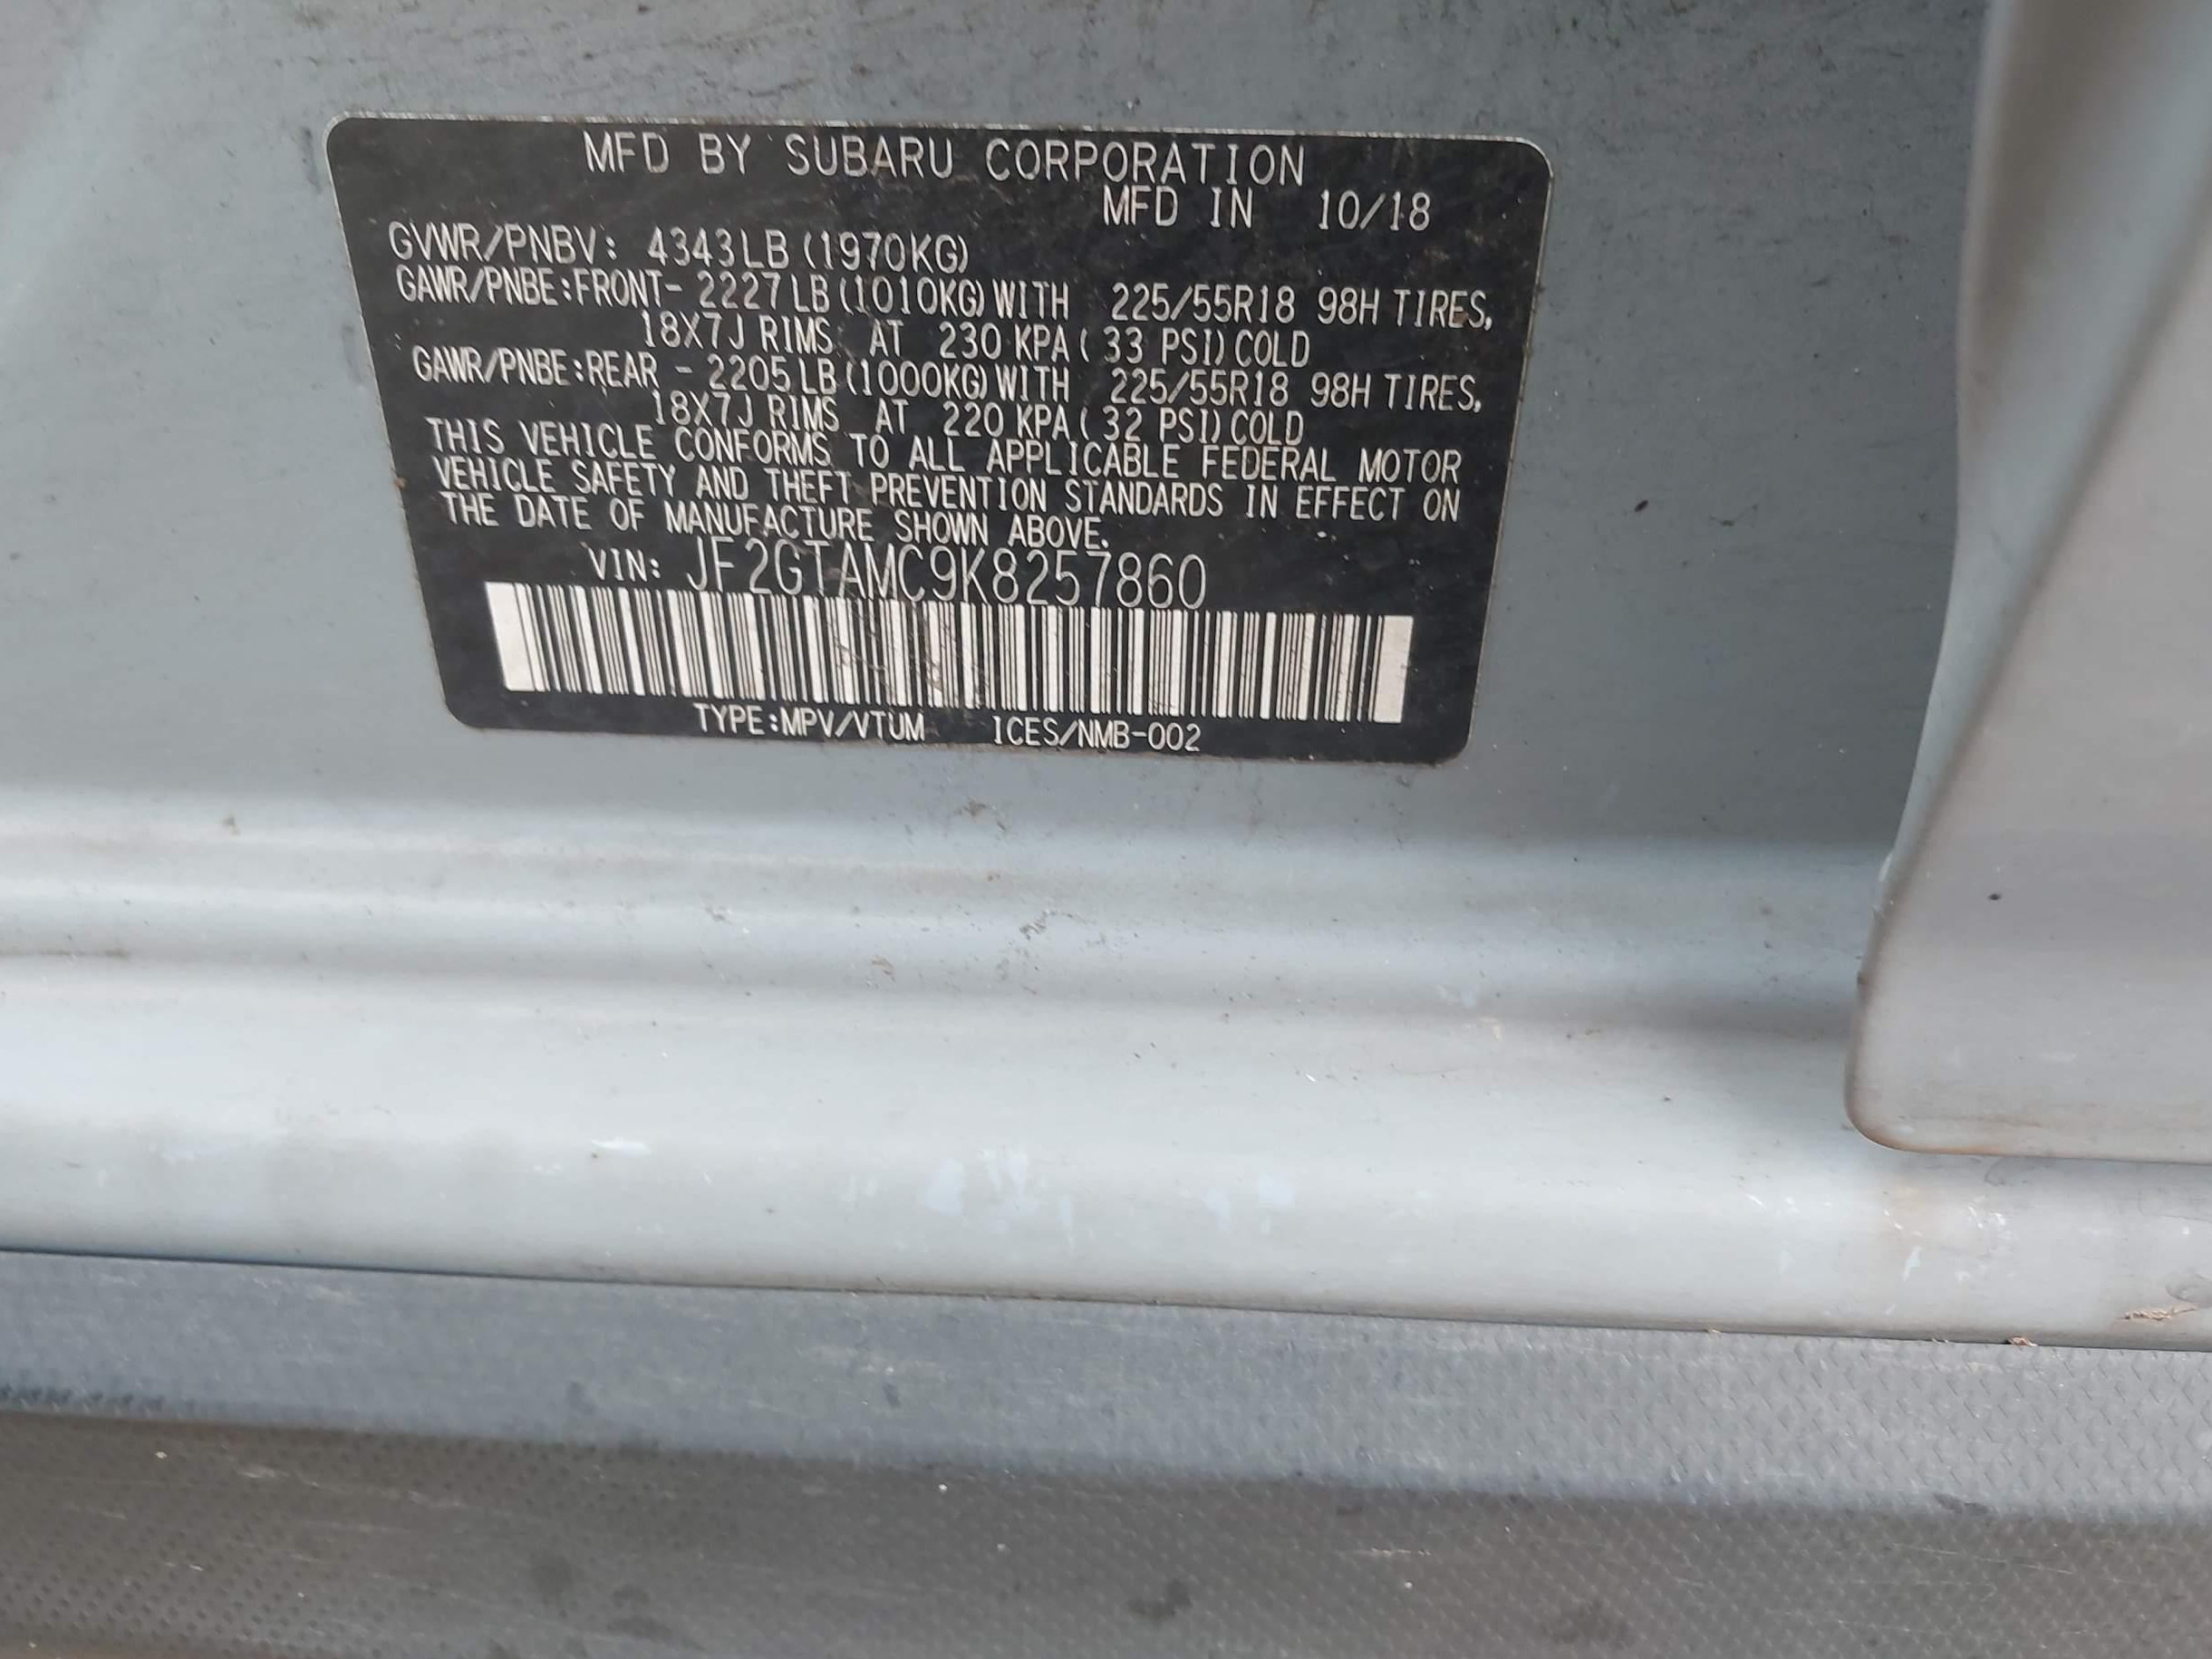 MFD BY SUBARU CORPORATION
MFD IN 10/18
GVWR/PNBV: 4343LB (1970KG)
GAWR/PNBE:FRONT- 2227LB (1010KG) WITH 225/55R18 98H TIRES,
18X7J RIMS AT 230 KPA ( 33 PSI) COLD
GAWR/PNBE:REAR - 2205LB (1000KG) WITH 225/55R18 98H TIRES,
18X7J RIMS AT 220 KPA ( 32 PSI) COLD
THIS VEHICLE CONFORMS TO ALL APPLICABLE FEDERAL MOTOR
VEHICLE SAFETY AND THEFT PREVENTION STANDARDS IN EFFECT ON
THE DATE OF MANUFACTURE SHOWN ABOVE.
VIN: JF2GTAMC9K8257860
TYPE:MPV/VTUM ICES/NMB-002